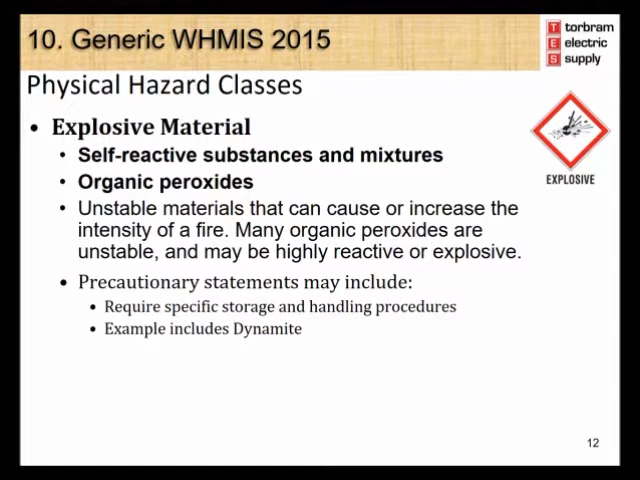 10. Generic WHMIS 2015
T torbram
E electric
S supply
Physical Hazard Classes
• Explosive Material
• Self-reactive substances and mixtures
• Organic peroxides
• Unstable materials that can cause or increase the
intensity of a fire. Many organic peroxides are
unstable, and may be highly reactive or explosive.
• Precautionary statements may include:
• Require specific storage and handling procedures
• Example includes Dynamite
EXPLOSIVE
12